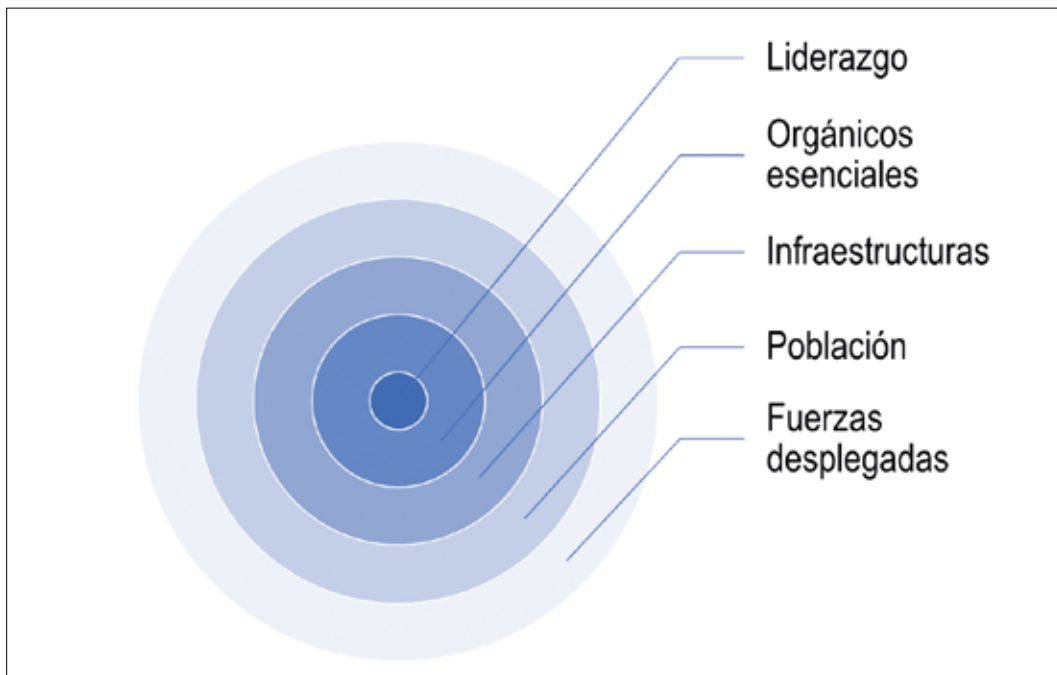 Liderazgo
Orgánicos
esenciales
Infraestructuras
Población
Fuerzas
desplegadas